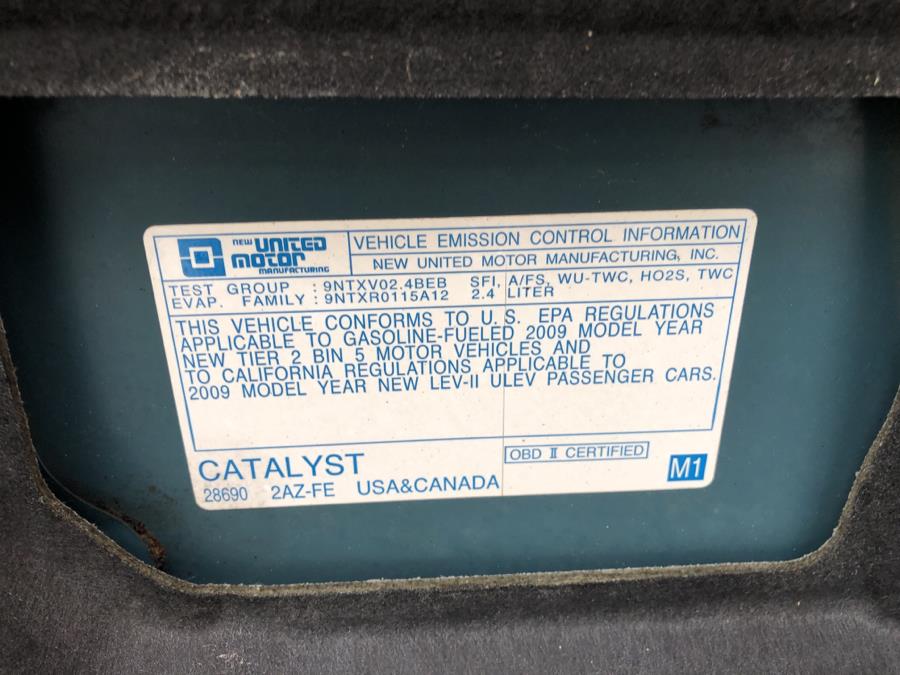 NEW UNITED
MOTOR
MANUFACTURING
VEHICLE EMISSION CONTROL INFORMATION
NEW UNITED MOTOR MANUFACTURING, INC.
TEST GROUP : 9NTXV02.4BEB SFI, A/FS, WU-TWC, HO2S, TWC
EVAP. FAMILY : 9NTXR0115A12 2.4 LITER
THIS VEHICLE CONFORMS TO U.S. EPA REGULATIONS
APPLICABLE TO GASOLINE-FUELED 2009 MODEL YEAR
NEW TIER 2 BIN 5 MOTOR VEHICLES AND
TO CALIFORNIA REGULATIONS APPLICABLE TO
2009 MODEL YEAR NEW LEV-II ULEV PASSENGER CARS.
CATALYST
OBD II CERTIFIED
28690 2AZ-FE USA&CANADA
M1